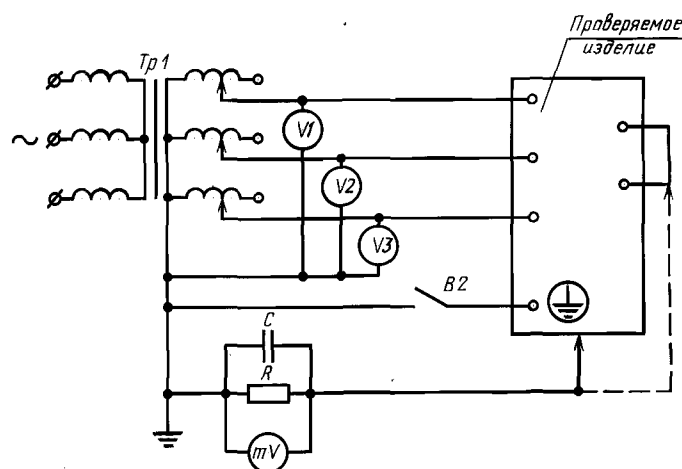 Проверяемое
изделие
Тр1
~
V1
V2
V3
В2
С
R
mV